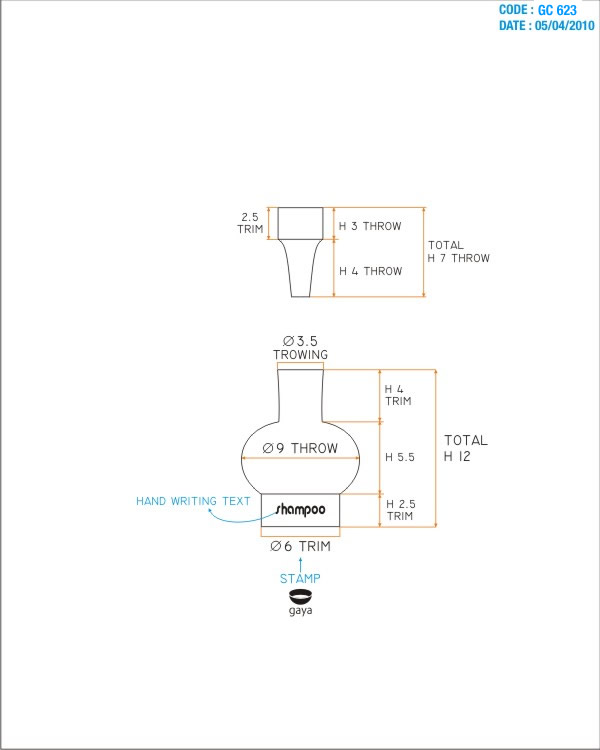 CODE : GC 623
DATE : 05/04/2010
2.5
TRIM
H 3 THROW
H 4 THROW
TOTAL
H 7 THROW
Ø3.5
TROWING
H 4
TRIM
Ø9 THROW
H 5.5
TOTAL
H 12
HAND WRITING TEXT
shampoo
H 2.5
TRIM
Ø6 TRIM
STAMP
gaya